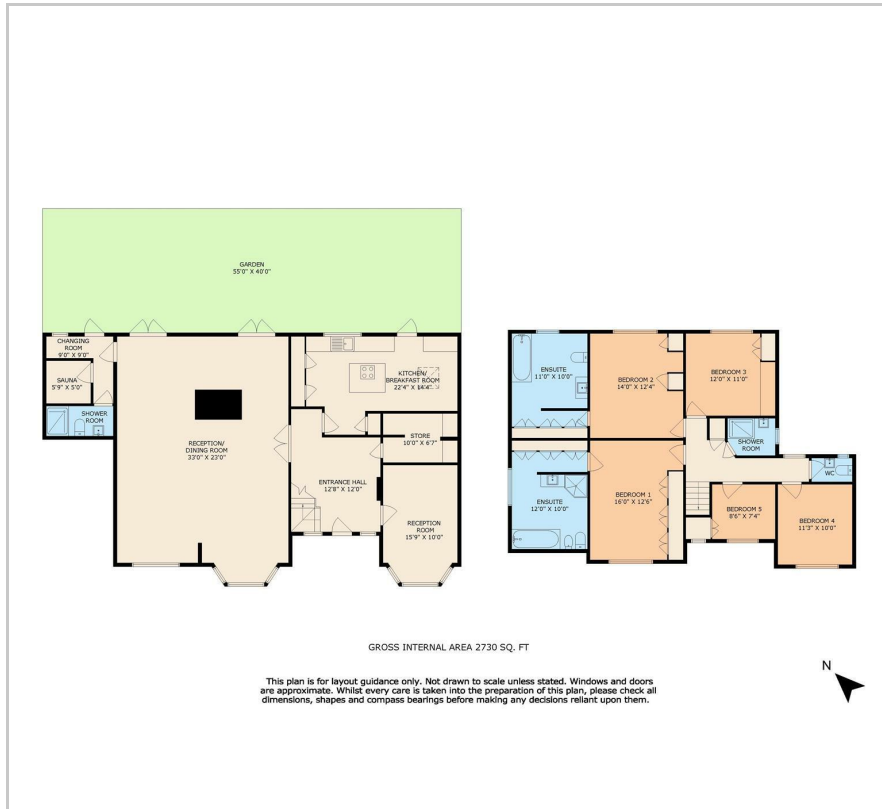 GARDEN
55'0" X 40'0"
CHANGING
ROOM
9'0" X 9'0"
SAUNA
5'9" X 5'0"
SHOWER
ROOM
RECEPTION/
DINING ROOM
33'0" X 23'0"
KITCHEN/
BREAKFAST ROOM
22'4" X 14'4"
STORE
10'0" X 6'7"
ENTRANCE HALL
12'8" X 12'0"
RECEPTION
ROOM
15'9" X 10'0"
ENSUITE
11'0" X 10'0"
BEDROOM 2
14'0" X 12'4"
BEDROOM 3
12'0" X 11'0"
SHOWER
ROOM
WC
ENSUITE
12'0" X 10'0"
BEDROOM 1
16'0" X 12'6"
BEDROOM 5
8'6" X 7'4"
BEDROOM 4
11'3" X 10'0"
GROSS INTERNAL AREA 2730 SQ. FT
This plan is for layout guidance only. Not drawn to scale unless stated. Windows and doors
are approximate. Whilst every care is taken into the preparation of this plan, please check all
dimensions, shapes and compass bearings before making any decisions reliant upon them.
N